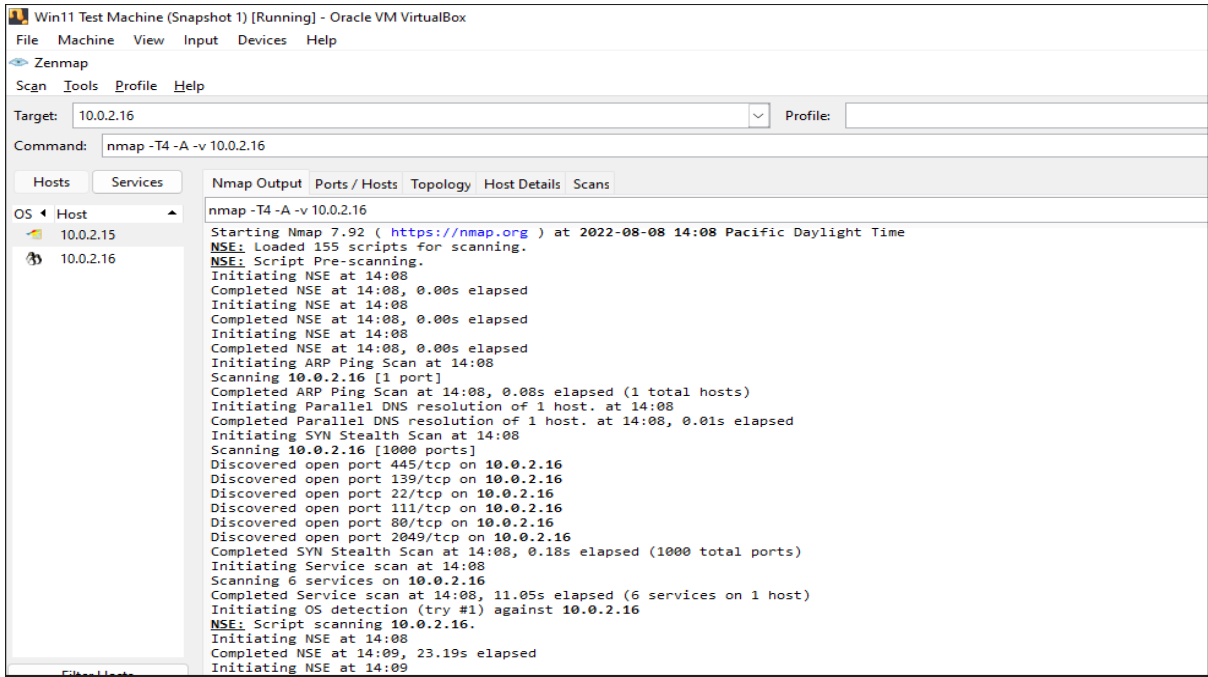 Win11 Test Machine (Snapshot 1) [Running] - Oracle VM VirtualBox
File Machine View Input Devices Help
Zenmap
Scan Tools Profile Help
Target: 10.0.2.16 Profile:
Command: nmap -T4 -A -v 10.0.2.16
Hosts Services Nmap Output Ports / Hosts Topology Host Details Scans
OS Host
10.0.2.15
10.0.2.16
nmap -T4 -A -v 10.0.2.16
Starting Nmap 7.92 ( https://nmap.org ) at 2022-08-08 14:08 Pacific Daylight Time
NSE: Loaded 155 scripts for scanning.
NSE: Script Pre-scanning.
Initiating NSE at 14:08
Completed NSE at 14:08, 0.00s elapsed
Initiating NSE at 14:08
Completed NSE at 14:08, 0.00s elapsed
Initiating NSE at 14:08
Completed NSE at 14:08, 0.00s elapsed
Initiating ARP Ping Scan at 14:08
Scanning 10.0.2.16 [1 port]
Completed ARP Ping Scan at 14:08, 0.08s elapsed (1 total hosts)
Initiating Parallel DNS resolution of 1 host. at 14:08
Completed Parallel DNS resolution of 1 host. at 14:08, 0.01s elapsed
Initiating SYN Stealth Scan at 14:08
Scanning 10.0.2.16 [1000 ports]
Discovered open port 445/tcp on 10.0.2.16
Discovered open port 139/tcp on 10.0.2.16
Discovered open port 22/tcp on 10.0.2.16
Discovered open port 111/tcp on 10.0.2.16
Discovered open port 80/tcp on 10.0.2.16
Discovered open port 2049/tcp on 10.0.2.16
Completed SYN Stealth Scan at 14:08, 0.18s elapsed (1000 total ports)
Initiating Service scan at 14:08
Scanning 6 services on 10.0.2.16
Completed Service scan at 14:08, 11.05s elapsed (6 services on 1 host)
Initiating OS detection (try #1) against 10.0.2.16
NSE: Script scanning 10.0.2.16.
Initiating NSE at 14:08
Completed NSE at 14:09, 23.19s elapsed
Initiating NSE at 14:09
Filter Hosts